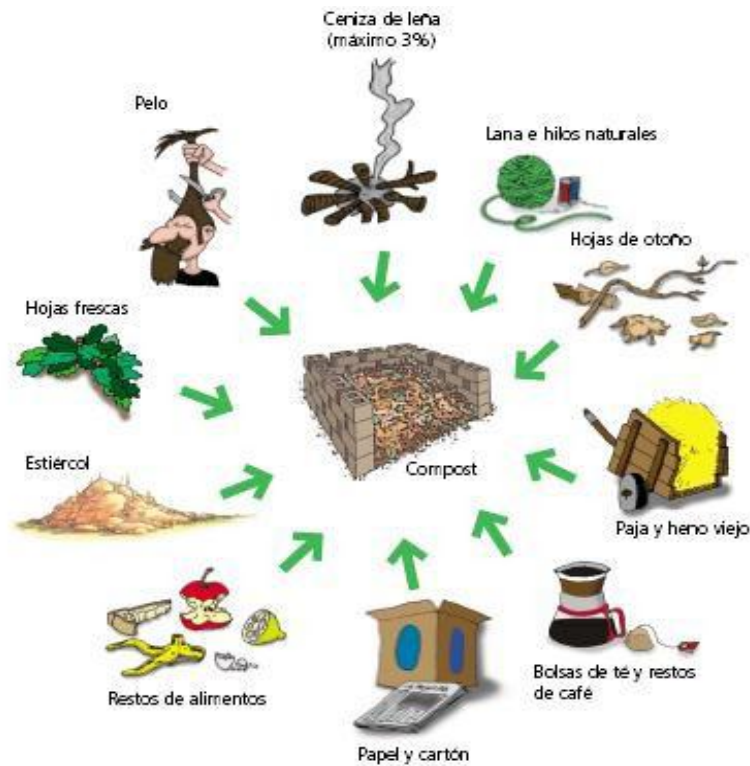 Ceniza de leña
(máximo 3%)
Pelo
Lana e hilos naturales
Hojas de otoño
Hojas frescas
Estiércol
Compost
Paja y heno viejo
Restos de alimentos
Bolsas de té y restos
de café
Papel y cartón